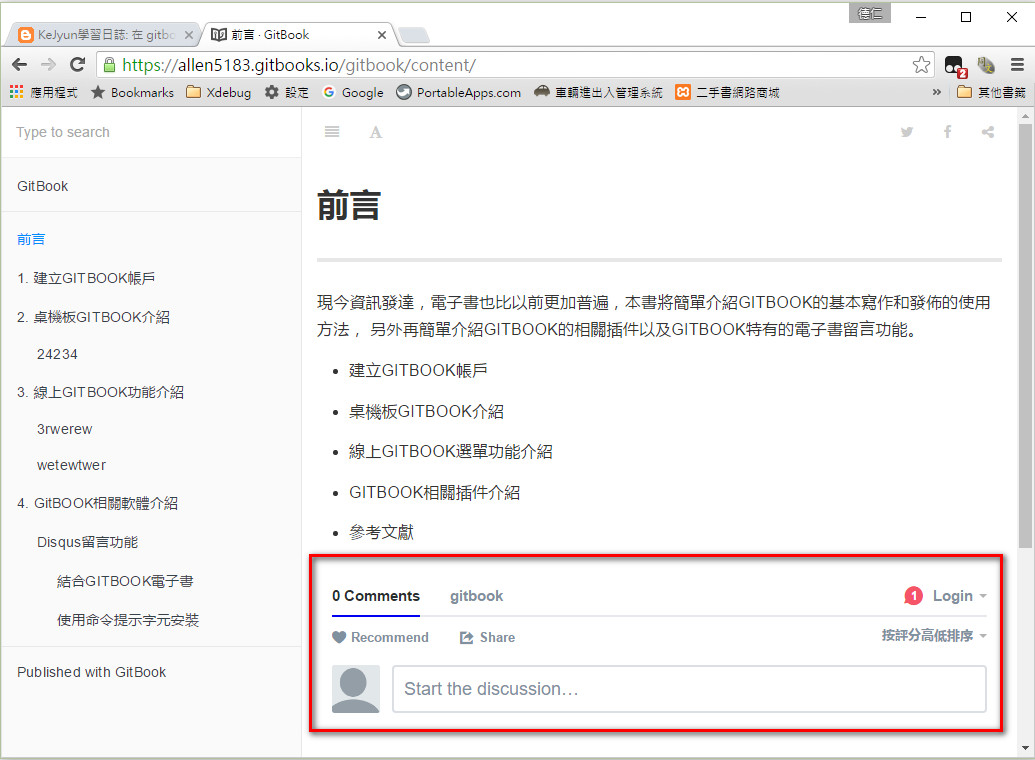 德仁
KeJyun學習日誌: 在 gitbo
前言 · GitBook
https://allen5183.gitbooks.io/gitbook/content/
2
應用程式
Bookmarks
Xdebug
設定
Google
PortableApps.com
車輛進出入管理系統
二手書網路商城
»
其他書籤
Type to search
A
GitBook
前言
1. 建立GITBOOK帳戶
2. 桌機板GITBOOK介紹
24234
3. 線上GITBOOK功能介紹
3rwerew
wetewtwer
4. GitBOOK相關軟體介紹
Disqus留言功能
結合GITBOOK電子書
使用命令提示字元安裝
Published with GitBook
前言
現今資訊發達，電子書也比以前更加普遍，本書將簡單介紹GITBOOK的基本寫作和發佈的使用
方法， 另外再簡單介紹GITBOOK的相關插件以及GITBOOK特有的電子書留言功能。
• 建立GITBOOK帳戶
• 桌機板GITBOOK介紹
• 線上GITBOOK選單功能介紹
• GITBOOK相關插件介紹
• 參考文獻
0 Comments
gitbook
1 Login
Recommend
Share
按評分高低排序
Start the discussion…